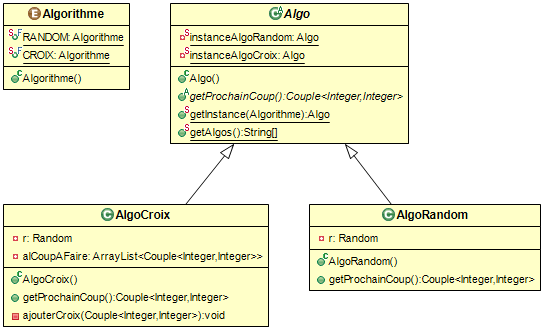 Algorithme
RANDOM: Algorithme
CROIX: Algorithme
Algorithme()
Algo
instanceAlgoRandom: Algo
instanceAlgoCroix: Algo
Algo()
getProchainCoup():Couple<Integer,Integer>
getInstance(Algorithme):Algo
getAlgos():String[]
AlgoCroix
r: Random
alCoupAFaire: ArrayList<Couple<Integer,Integer>>
AlgoCroix()
getProchainCoup():Couple<Integer,Integer>
ajouterCroix(Couple<Integer,Integer>):void
AlgoRandom
r: Random
AlgoRandom()
getProchainCoup():Couple<Integer,Integer>